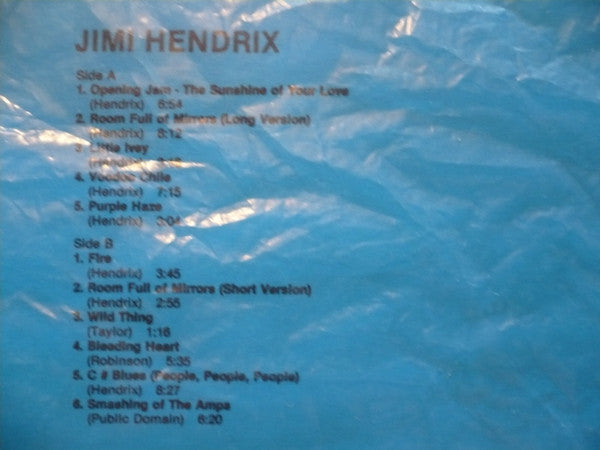 JIMI HENDRIX
Side A
1. Opening Jam - The Sunshine of Your Love
(Hendrix) 6:54
2. Room Full of Mirrors (Long Version)
(Hendrix) 8:12
3. Little Ivey
(Hendrix)
4. Voodoo Chile
(Hendrix) 7:15
5. Purple Haze
(Hendrix) 3:04
Side B
1. Fire
(Hendrix) 3:45
2. Room Full of Mirrors (Short Version)
(Hendrix) 2:55
3. Wild Thing
(Taylor) 1:16
4. Bleeding Heart
(Robinson) 5:35
5. C # Blues (People, People, People)
(Hendrix) 8:27
6. Smashing of The Amps
(Public Domain) 6:20